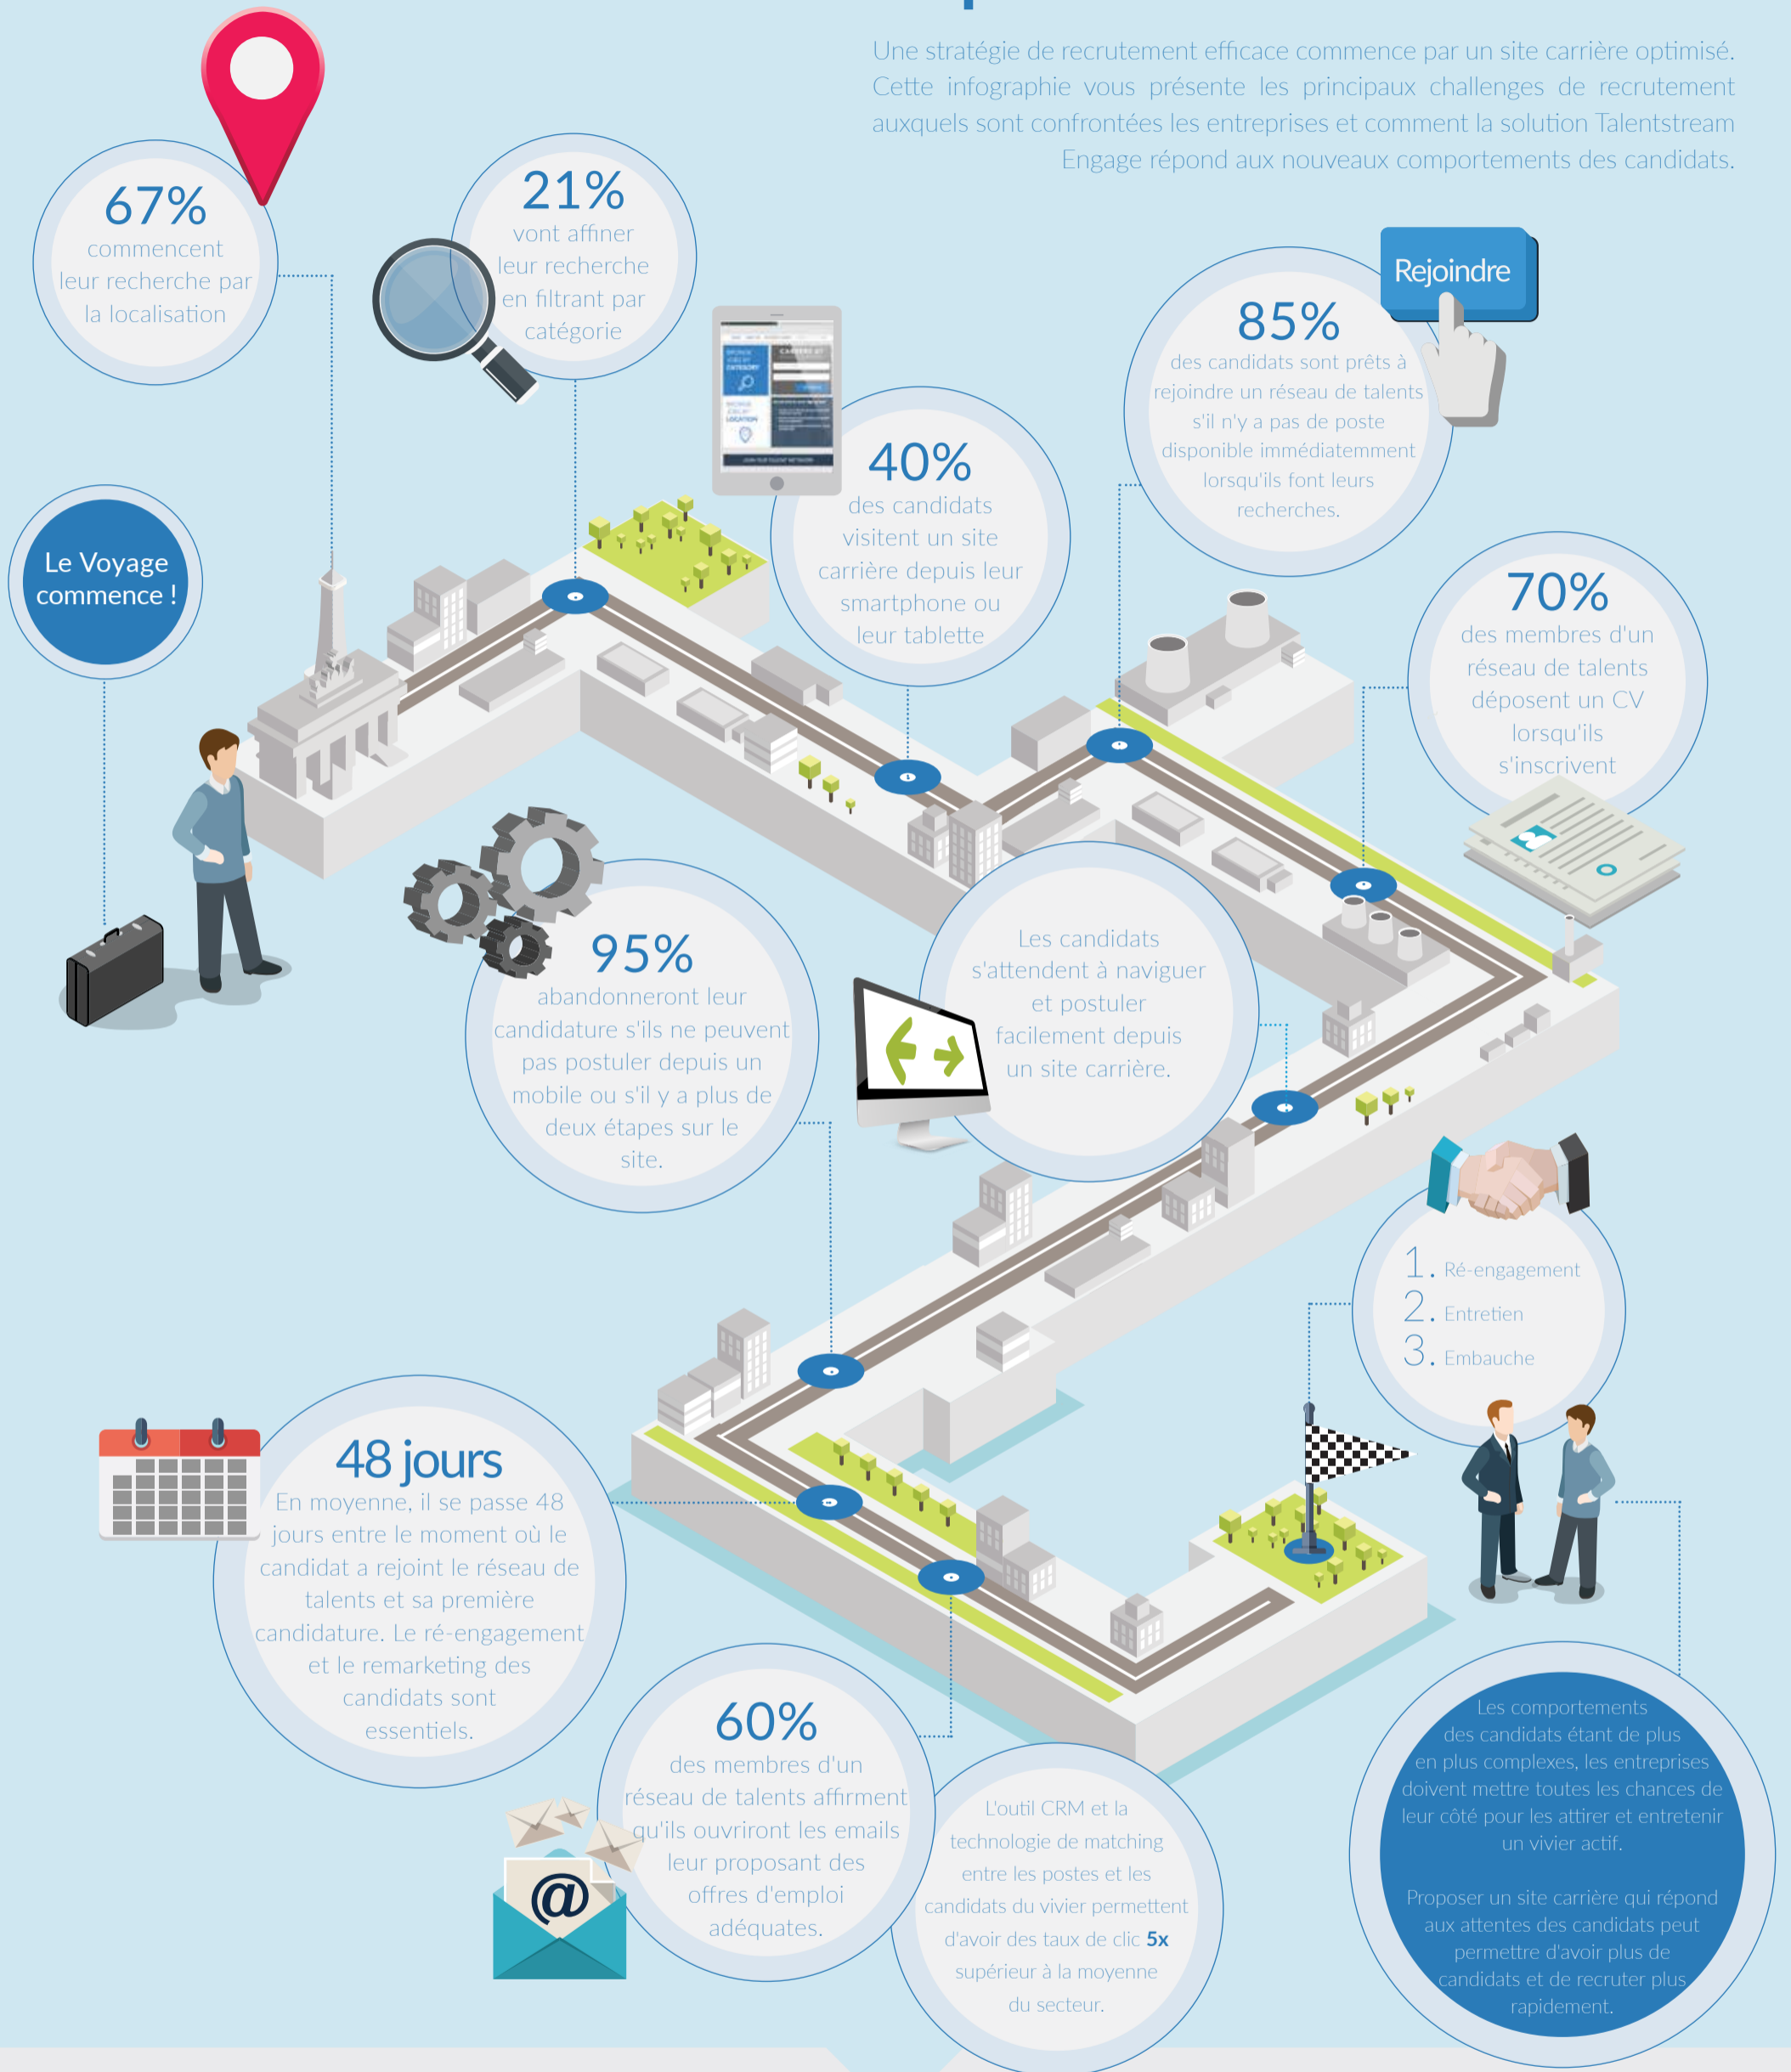 Une stratégie de recrutement efficace commence par un site carrière optimisé.
Cette infographie vous présente les principaux challenges de recrutement
auxquels sont confrontées les entreprises et comment la solution Talentstream
Engage répond aux nouveaux comportements des candidats.
67%
commencent
leur recherche par
la localisation
21%
vont affiner
leur recherche
en filtrant par
catégorie
Rejoindre
85%
des candidats sont prêts à
rejoindre un réseau de talents
s'il n'y a pas de poste
disponible immédiatemment
lorsqu'ils font leurs
recherches.
40%
des candidats
visitent un site
carrière depuis leur
smartphone ou
leur tablette
Le Voyage
commence !
70%
des membres d'un
réseau de talents
déposent un CV
lorsqu'ils
s'inscrivent
95%
abandonneront leur
candidature s'ils ne peuvent
pas postuler depuis un
mobile ou s'il y a plus de
deux étapes sur le
site.
Les candidats
s'attendent à naviguer
et postuler
facilement depuis
un site carrière.
1. Ré-engagement
2. Entretien
3. Embauche
48 jours
En moyenne, il se passe 48
jours entre le moment où le
candidat a rejoint le réseau de
talents et sa première
candidature. Le ré-engagement
et le remarketing des
candidats sont
essentiels.
60%
des membres d'un
réseau de talents affirment
qu'ils ouvriront les emails
leur proposant des
offres d'emploi
adéquates.
@
L'outil CRM et la
technologie de matching
entre les postes et les
candidats du vivier permettent
d'avoir des taux de clic 5x
supérieur à la moyenne
du secteur.
Les comportements
des candidats étant de plus
en plus complexes, les entreprises
doivent mettre toutes les chances de
leur côté pour les attirer et entretenir
un vivier actif.
Proposer un site carrière qui répond
aux attentes des candidats peut
permettre d'avoir plus de
candidats et de recruter plus
rapidement.